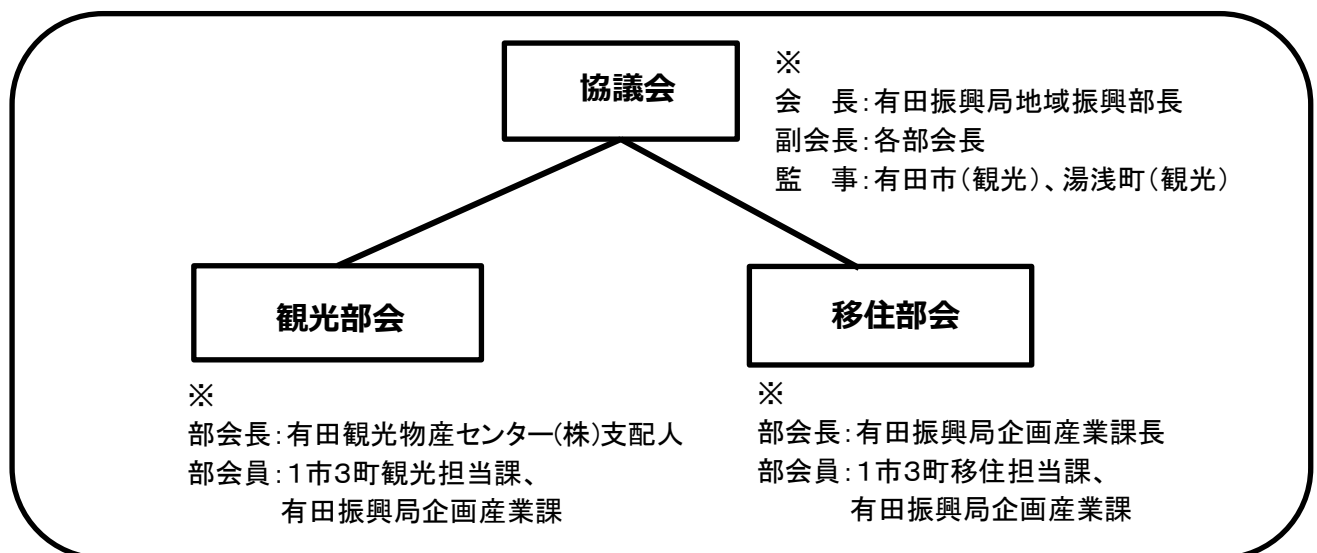 協議会
※
会　長：有田振興局地域振興部長
副会長：各部会長
監　事：有田市（観光）、湯浅町（観光）
観光部会
※
部会長：有田観光物産センター(株)支配人
部会員：１市３町観光担当課、
有田振興局企画産業課
移住部会
※
部会長：有田振興局企画産業課長
部会員：１市３町移住担当課、
有田振興局企画産業課